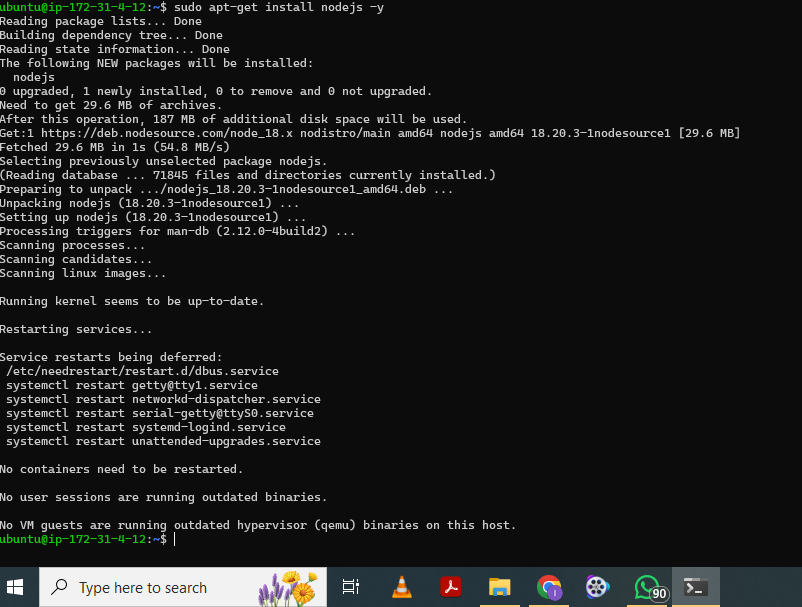 ubuntu@ip-172-31-4-12:~$ sudo apt-get install nodejs -y
Reading package lists... Done
Building dependency tree... Done
Reading state information... Done
The following NEW packages will be installed:
  nodejs
0 upgraded, 1 newly installed, 0 to remove and 0 not upgraded.
Need to get 29.6 MB of archives.
After this operation, 187 MB of additional disk space will be used.
Get:1 https://deb.nodesource.com/node_18.x nodistro/main amd64 nodejs amd64 18.20.3-1nodesource1 [29.6 MB]
Fetched 29.6 MB in 1s (54.8 MB/s)
Selecting previously unselected package nodejs.
(Reading database ... 71845 files and directories currently installed.)
Preparing to unpack .../nodejs_18.20.3-1nodesource1_amd64.deb ...
Unpacking nodejs (18.20.3-1nodesource1) ...
Setting up nodejs (18.20.3-1nodesource1) ...
Processing triggers for man-db (2.12.0-4build2) ...
Scanning processes...
Scanning candidates...
Scanning linux images...
Running kernel seems to be up-to-date.
Restarting services...
Service restarts being deferred:
 /etc/needrestart/restart.d/dbus.service
 systemctl restart getty@tty1.service
 systemctl restart networkd-dispatcher.service
 systemctl restart serial-getty@ttyS0.service
 systemctl restart systemd-logind.service
 systemctl restart unattended-upgrades.service
No containers need to be restarted.
No user sessions are running outdated binaries.
No VM guests are running outdated hypervisor (qemu) binaries on this host.
ubuntu@ip-172-31-4-12:~$
Type here to search
I
90